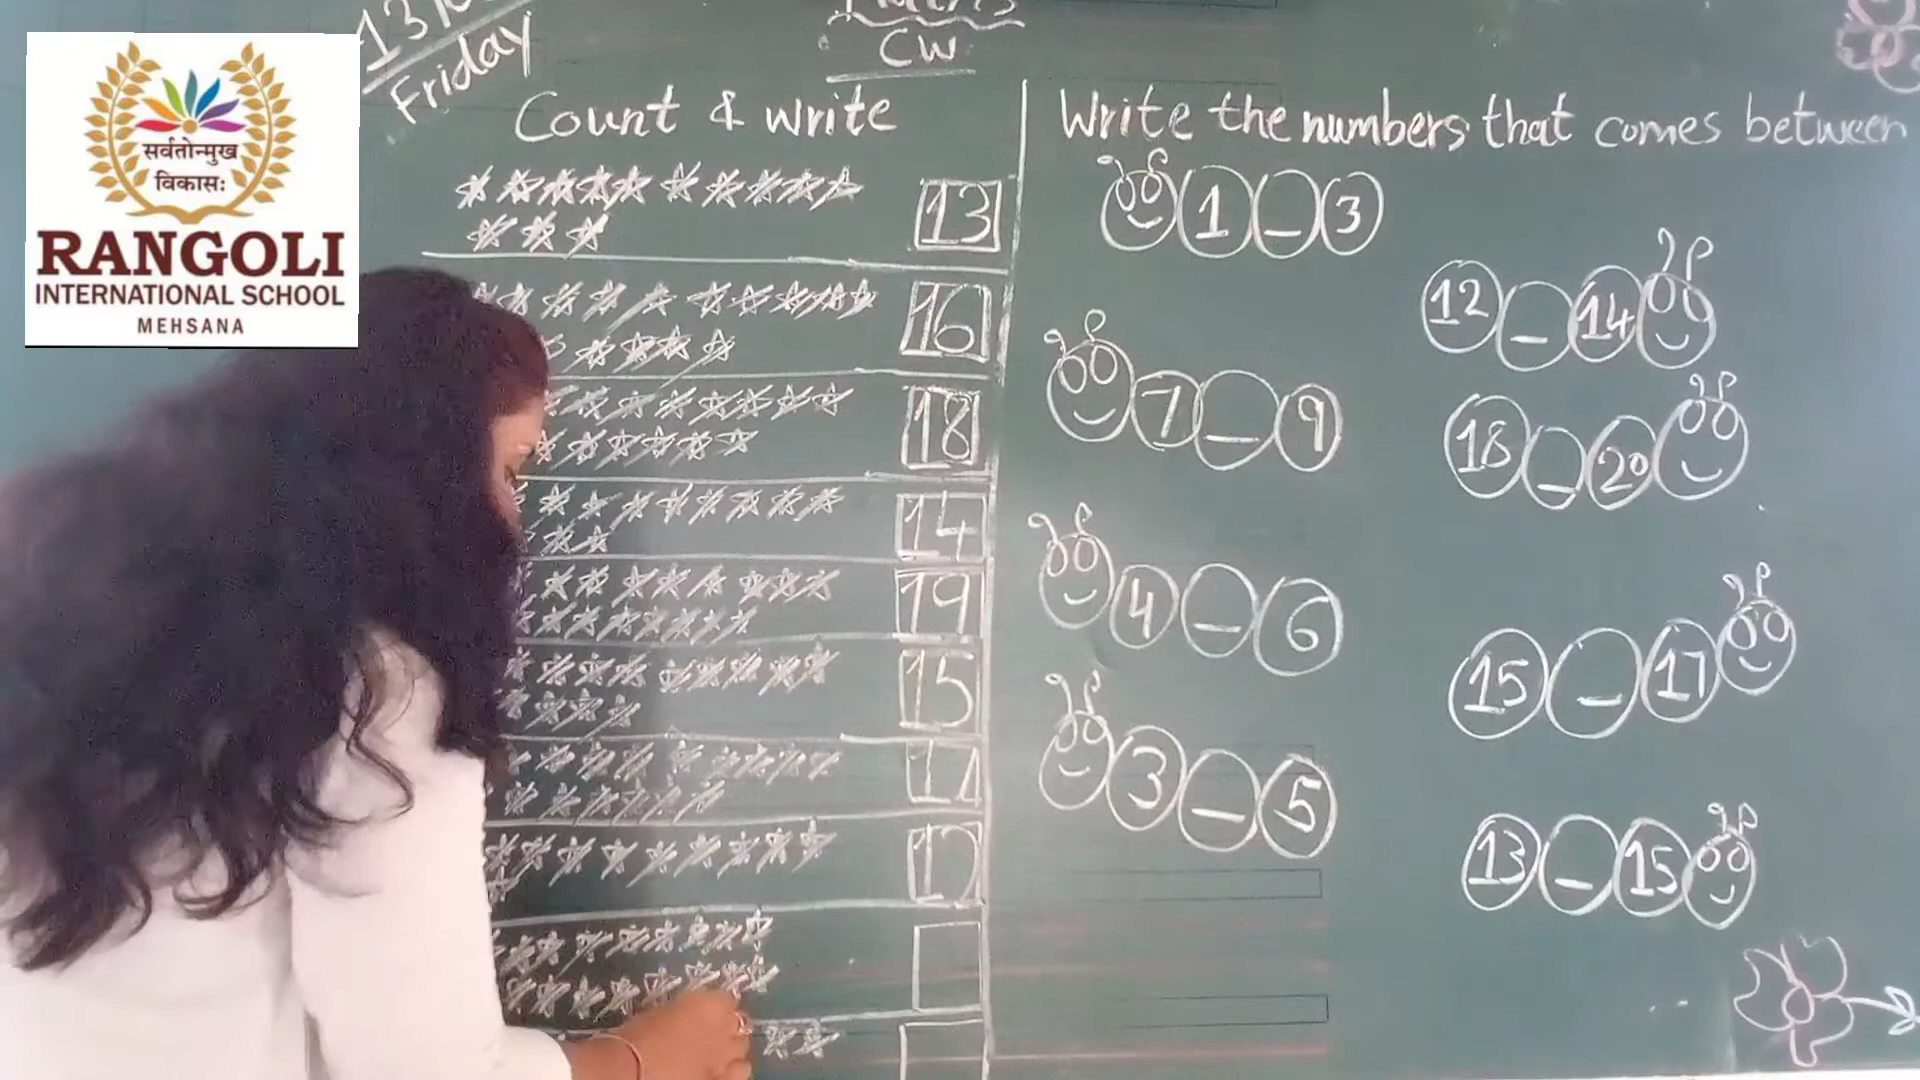 सर्वतोन्मुख
विकास:
RANGOLI
INTERNATIONAL SCHOOL
MEHSANA
13
Friday
CW
Count & write
13
16
18
14
19
15
Write the numbers that comes between
1 _ 3
12 _ 14
7 _ 9
18 _ 20
4 _ 6
15 _ 17
3 _ 5
13 _ 15